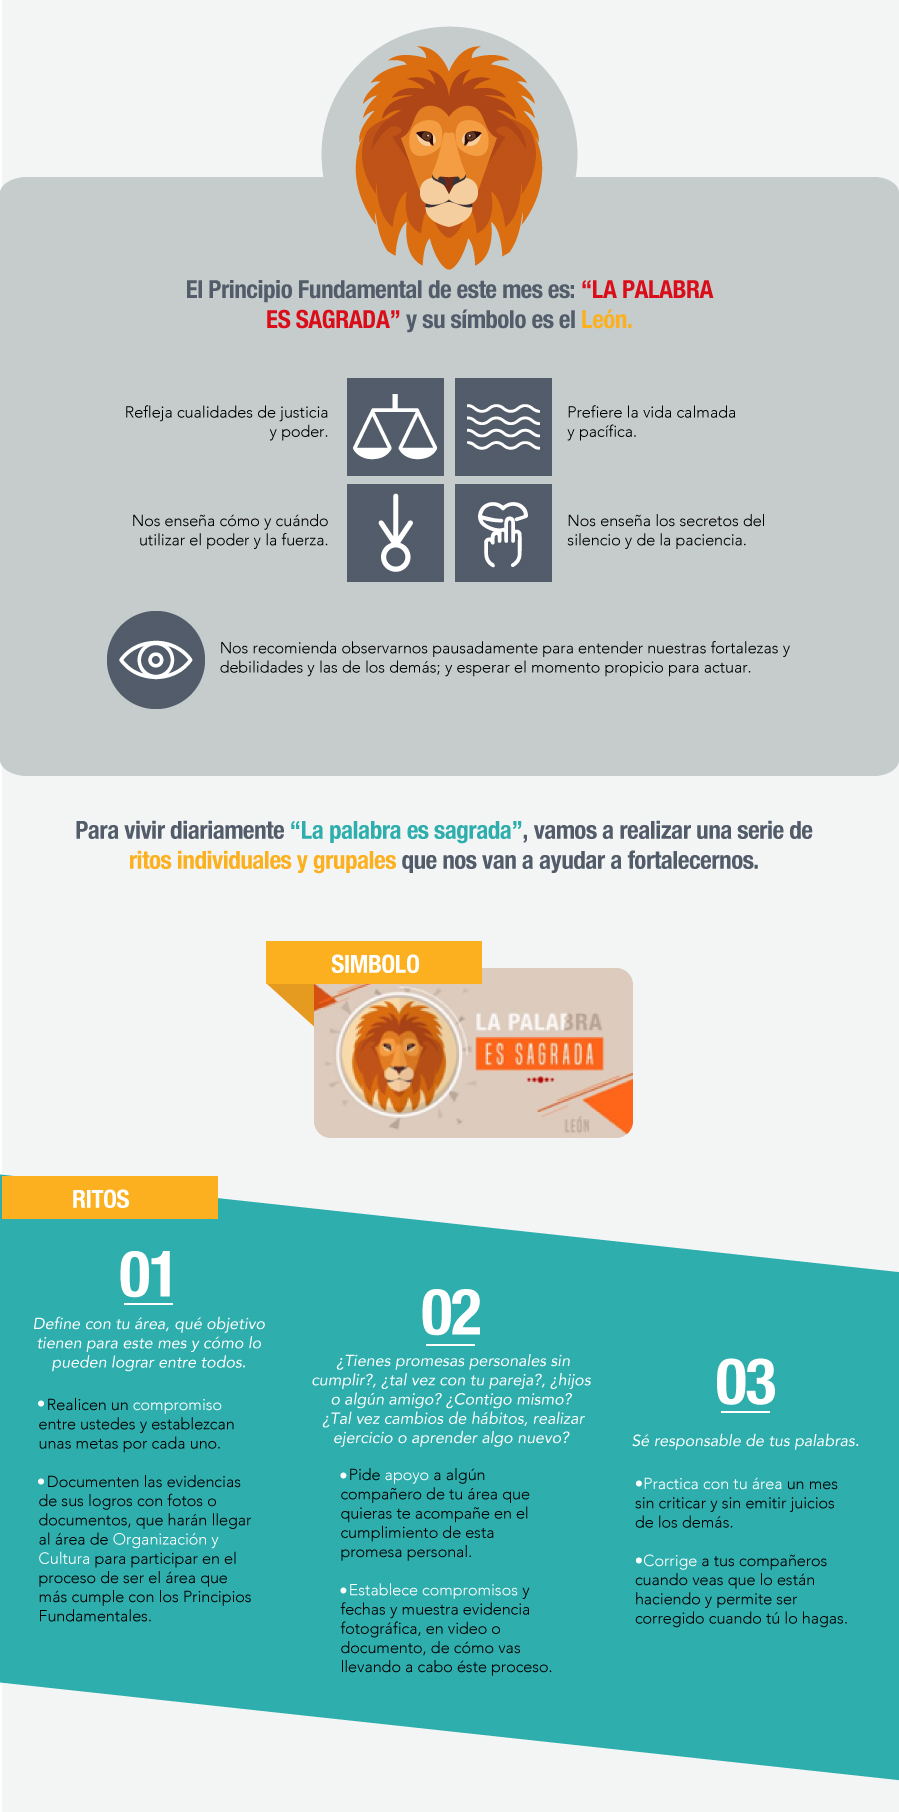 El Principio Fundamental de este mes es: “LA PALABRA
ES SAGRADA” y su símbolo es el León.
Refleja cualidades de justicia
y poder.
Prefiere la vida calmada
y pacífica.
Nos enseña cómo y cuándo
utilizar el poder y la fuerza.
Nos enseña los secretos del
silencio y de la paciencia.
Nos recomienda observarnos pausadamente para entender nuestras fortalezas y
debilidades y las de los demás; y esperar el momento propicio para actuar.
Para vivir diariamente “La palabra es sagrada”, vamos a realizar una serie de
ritos individuales y grupales que nos van a ayudar a fortalecernos.
SIMBOLO
LA PALABRA
ES SAGRADA
LEÓN
RITOS
01
Define con tu área, qué objetivo
tienen para este mes y cómo lo
pueden lograr entre todos.
•Realicen un compromiso
entre ustedes y establezcan
unas metas por cada uno.
•Documenten las evidencias
de sus logros con fotos o
documentos, que harán llegar
al área de Organización y
Cultura para participar en el
proceso de ser el área que
más cumple con los Principios
Fundamentales.
02
¿Tienes promesas personales sin
cumplir?, ¿tal vez con tu pareja?, ¿hijos
o algún amigo? ¿Contigo mismo?
¿Tal vez cambios de hábitos, realizar
ejercicio o aprender algo nuevo?
•Pide apoyo a algún
compañero de tu área que
quieras te acompañe en el
cumplimiento de esta
promesa personal.
•Establece compromisos y
fechas y muestra evidencia
fotográfica, en video o
documento, de cómo vas
llevando a cabo éste proceso.
03
Sé responsable de tus palabras.
•Practica con tu área un mes
sin criticar y sin emitir juicios
de los demás.
•Corrige a tus compañeros
cuando veas que lo están
haciendo y permite ser
corregido cuando tú lo hagas.